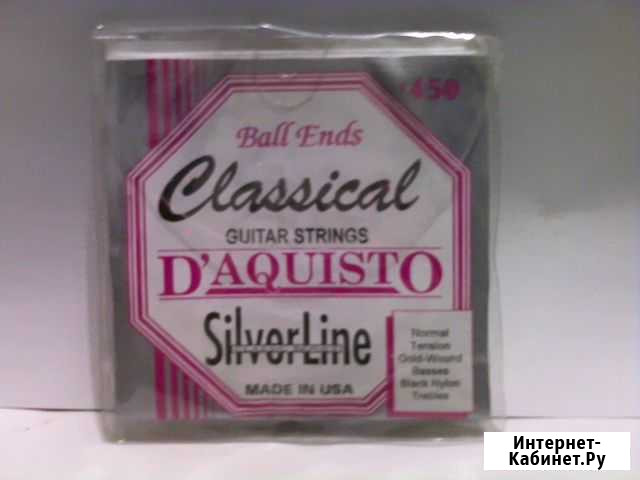 450
Ball Ends
Classical
GUITAR STRINGS
D'AQUISTO
SilverLine
MADE IN USA
Normal
Tension
Gold-Wound
Basses
Black Nylon
Trebles
Интернет-
Кабинет.Ру